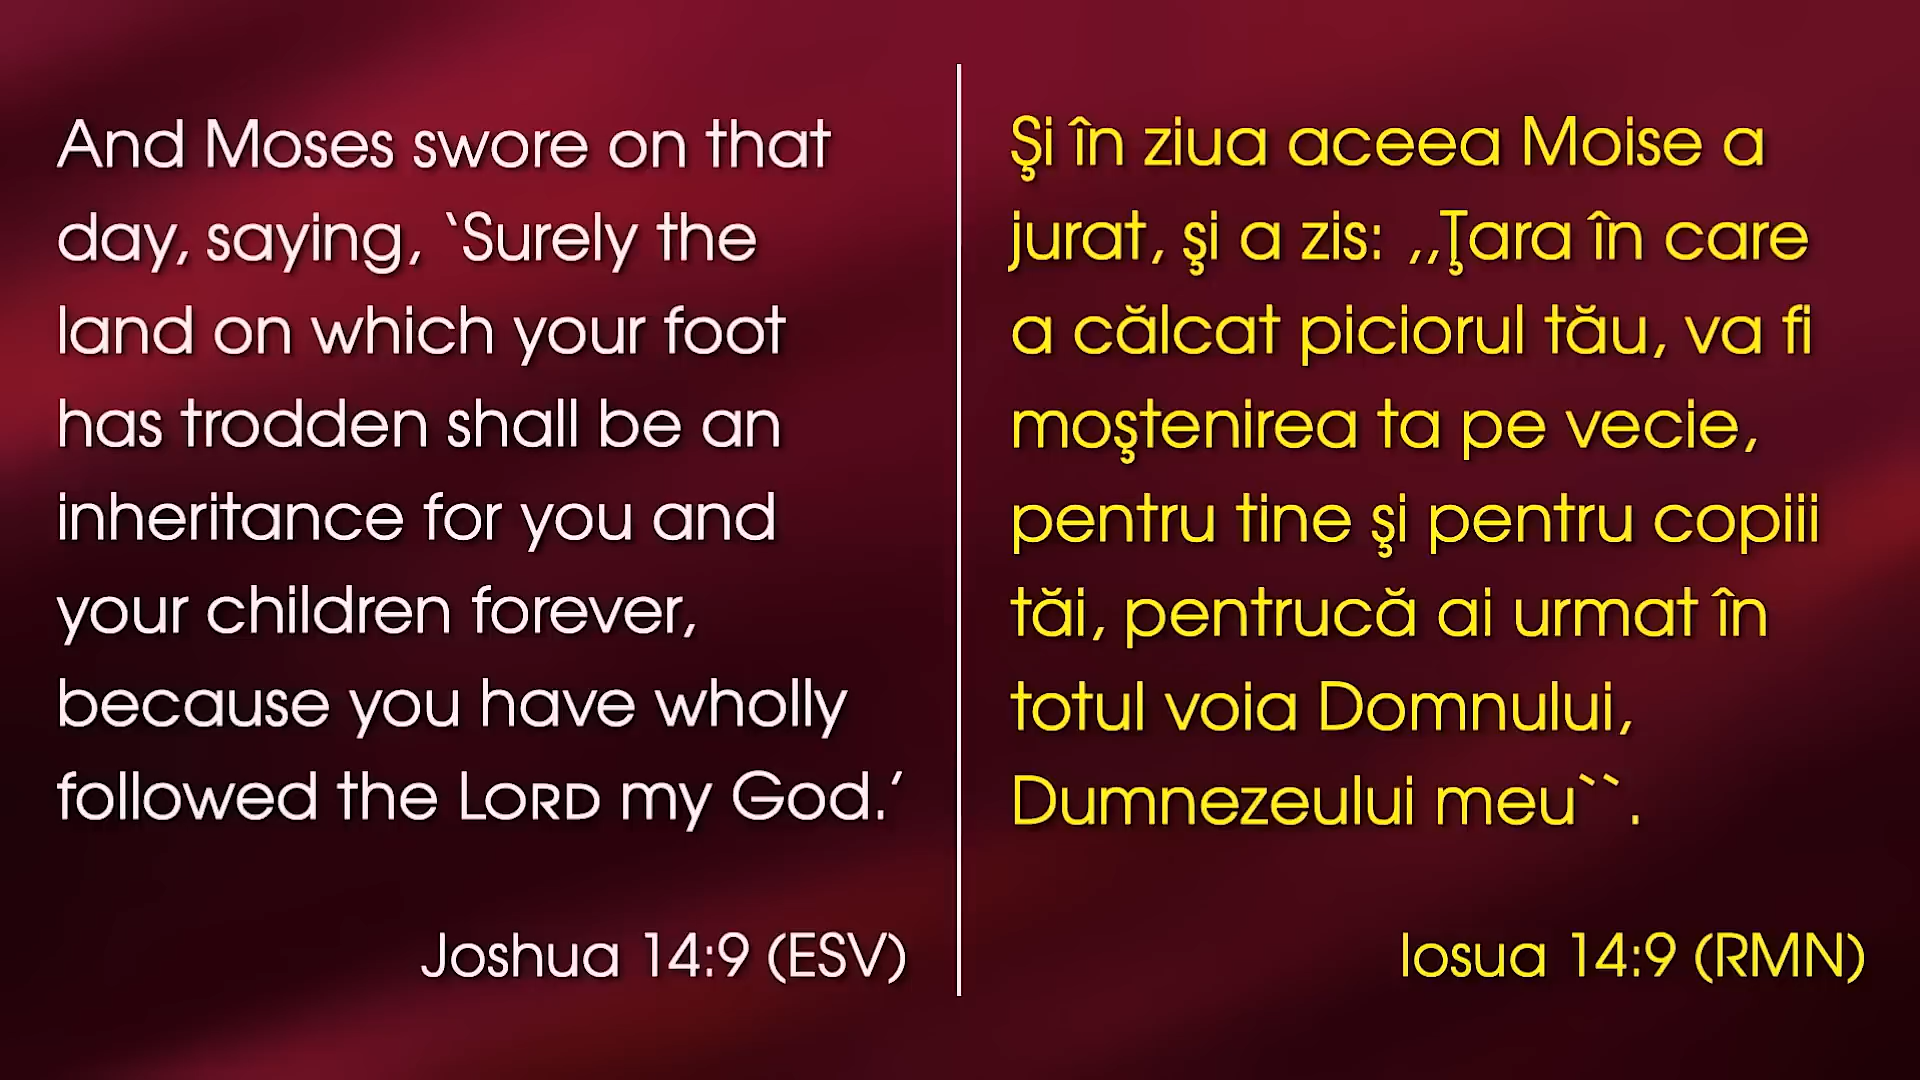 And Moses swore on that
day, saying, ‘Surely the
land on which your foot
has trodden shall be an
inheritance for you and
your children forever,
because you have wholly
followed the LORD my God.’
Joshua 14:9 (ESV)
Şi în ziua aceea Moise a
jurat, şi a zis: ,,Ţara în care
a călcat piciorul tău, va fi
moştenirea ta pe vecie,
pentru tine şi pentru copiii
tăi, pentrucă ai urmat în
totul voia Domnului,
Dumnezeului meu``.
Iosua 14:9 (RMN)